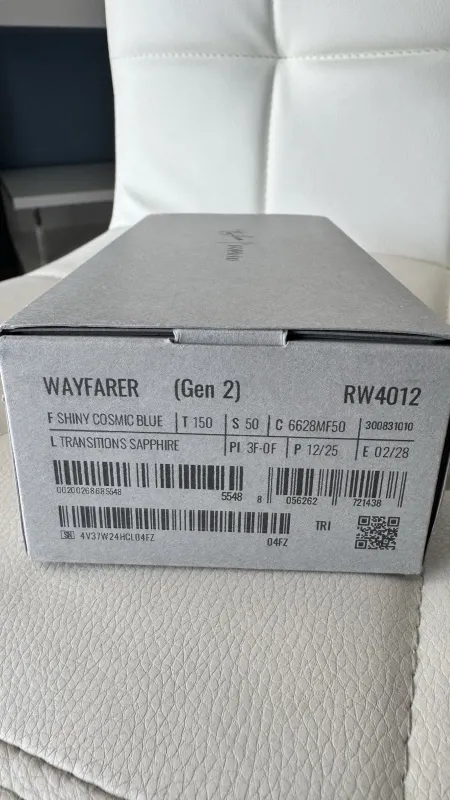 WAYFARER (Gen 2) RW4012
F SHINY COSMIC BLUE T 150 S 50 C 6628MF50 300831010
L TRANSITIONS SAPPHIRE PI 3F-0F P 12/25 E 02/28
00200268685548 5548 8 056262 721438
SN 4V37W24HCL04FZ 04FZ TRI